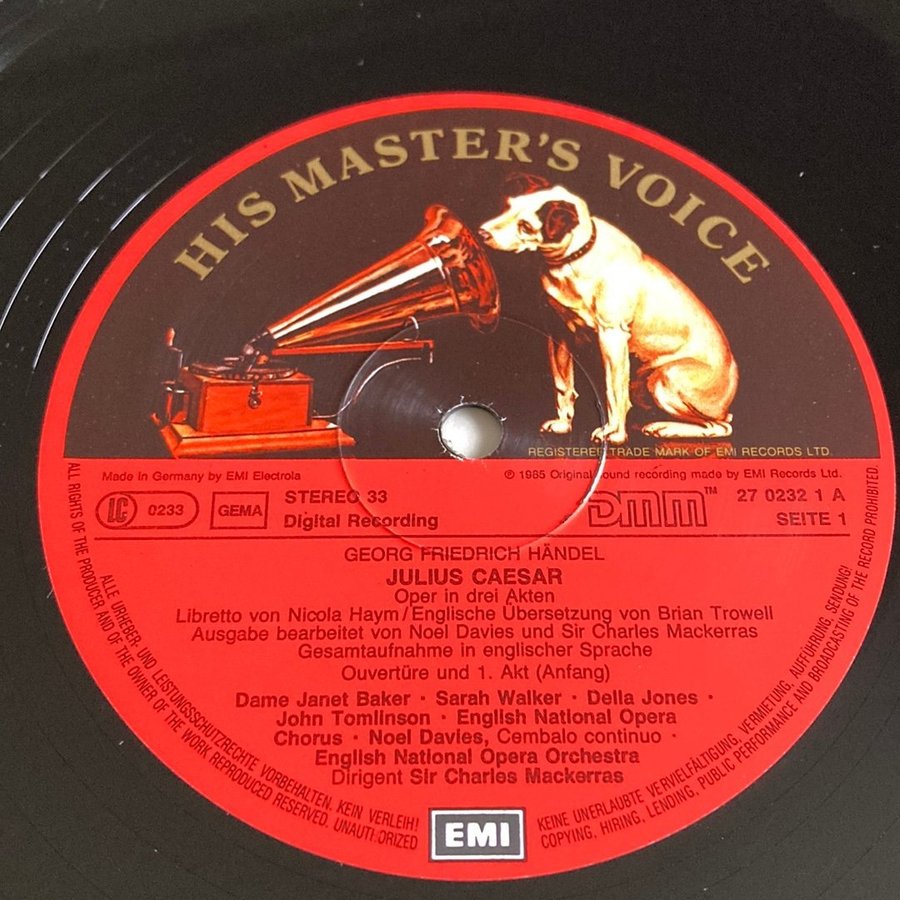 HIS MASTER'S VOICE
REGISTERED TRADE MARK OF EMI RECORDS LTD.
Made in Germany by EMI Electrola
℗ 1985 Original sound recording made by EMI Records Ltd.
LC 0233
GEMA
STEREO 33
Digital Recording
DMM™
27 0232 1 A
SEITE 1
GEORG FRIEDRICH HÄNDEL
JULIUS CAESAR
Oper in drei Akten
Libretto von Nicola Haym/Englische Übersetzung von Brian Trowell
Ausgabe bearbeitet von Noel Davies und Sir Charles Mackerras
Gesamtaufnahme in englischer Sprache
Ouvertüre und 1. Akt (Anfang)
Dame Janet Baker · Sarah Walker · Della Jones ·
John Tomlinson · English National Opera
Chorus · Noel Davies, Cembalo continuo ·
English National Opera Orchestra
Dirigent Sir Charles Mackerras
EMI
ALLE URHEBER- UND LEISTUNGSSCHUTZRECHTE VORBEHALTEN. KEIN VERLEIH! KEINE UNERLAUBTE VERVIELFÄLTIGUNG, VERMIETUNG, AUFFÜHRUNG, SENDUNG!
ALL RIGHTS OF THE PRODUCER AND OF THE OWNER OF THE WORK REPRODUCED RESERVED. UNAUTHORIZED COPYING, HIRING, LENDING, PUBLIC PERFORMANCE AND BROADCASTING OF THE RECORD PROHIBITED.